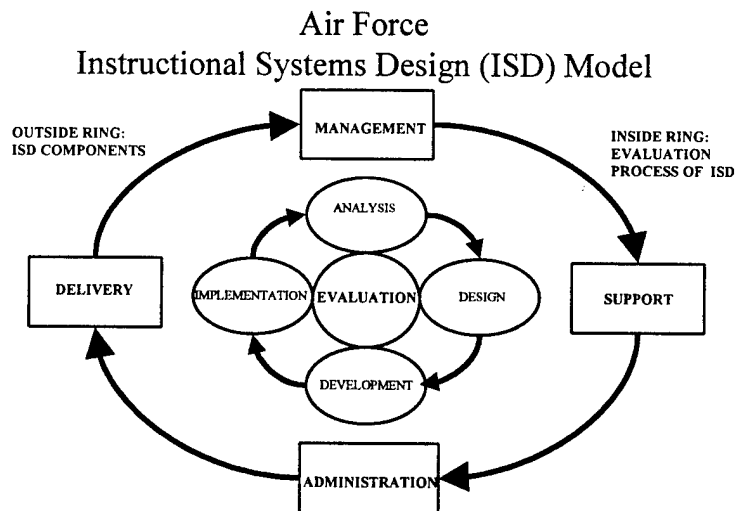 Air Force
Instructional Systems Design (ISD) Model
OUTSIDE RING:
ISD COMPONENTS
MANAGEMENT
INSIDE RING:
EVALUATION
PROCESS OF ISD
ANALYSIS
DELIVERY
IMPLEMENTATION
EVALUATION
DESIGN
SUPPORT
DEVELOPMENT
ADMINISTRATION